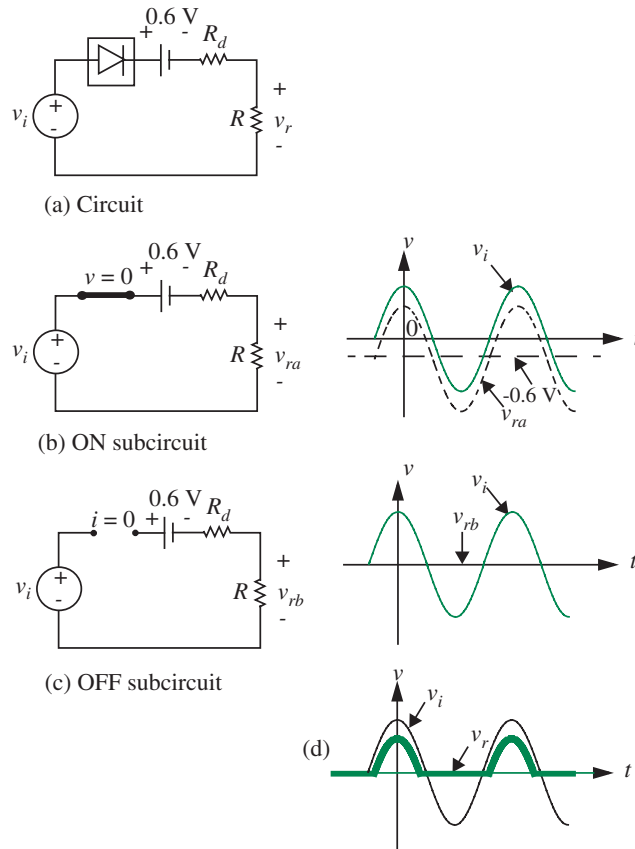 0.6 V
+ -
R_d
v_i
+
-
R
+
v_r
-
(a) Circuit
0.6 V
v = 0
+ -
R_d
v_i
+
-
R
+
v_ra
-
(b) ON subcircuit
v
v_i
0
-0.6 V
v_ra
0.6 V
i = 0
+ -
R_d
v_i
+
-
R
+
v_rb
-
(c) OFF subcircuit
v
v_i
v_rb
t
v
v_i
(d)
v_r
t